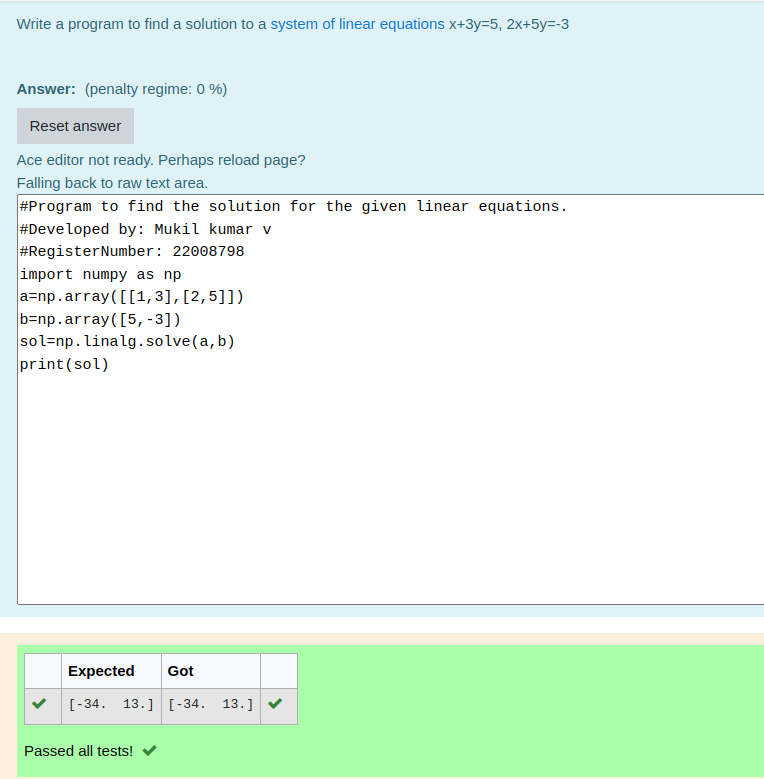 Write a program to find a solution to a system of linear equations x+3y=5, 2x+5y=-3
Answer: (penalty regime: 0 %)
Reset answer
Ace editor not ready. Perhaps reload page?
Falling back to raw text area.
#Program to find the solution for the given linear equations.
#Developed by: Mukil kumar v
#RegisterNumber: 22008798
import numpy as np
a=np.array([[1,3],[2,5]])
b=np.array([5,-3])
sol=np.linalg.solve(a,b)
print(sol)
Expected Got
[-34.  13.] [-34.  13.]
Passed all tests!